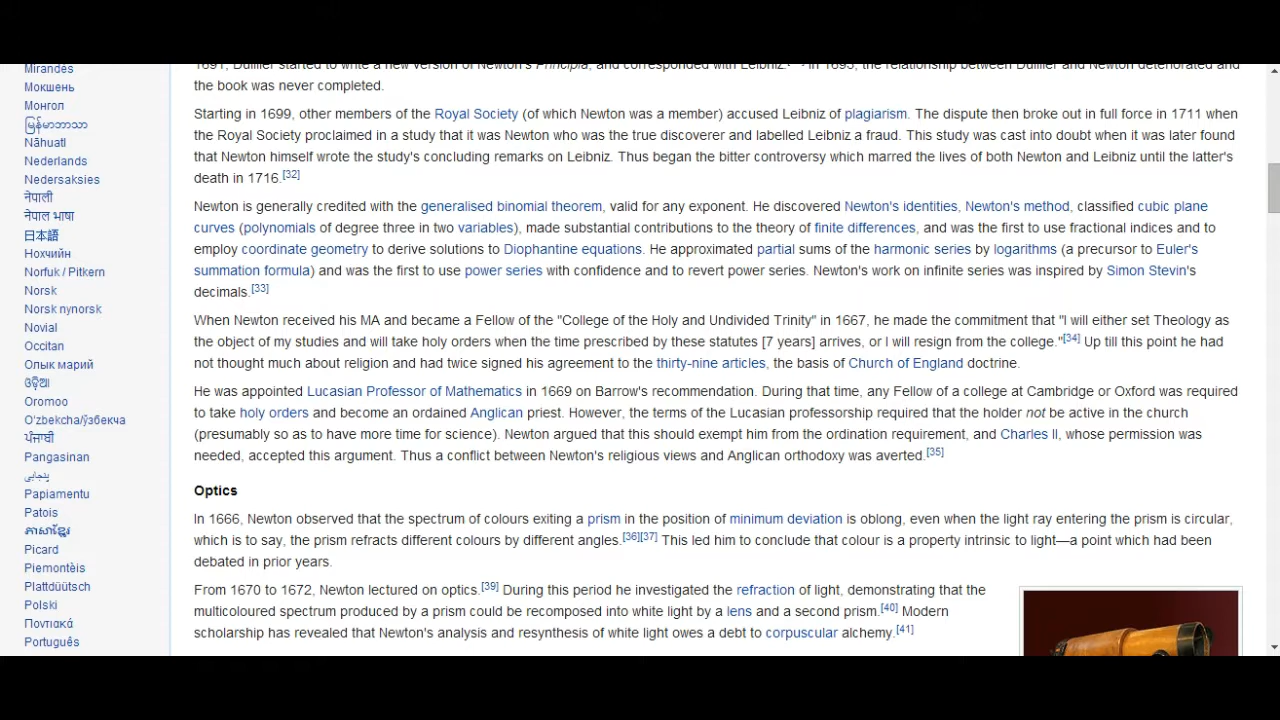 Mirandés
Мокшень
Монгол
မြန်မာဘာသာ
Nāhuatl
Nederlands
Nedersaksies
नेपाली
नेपाल भाषा
日本語
Нохчийн
Norfuk / Pitkern
Norsk
Norsk nynorsk
Novial
Occitan
Олык марий
ଓଡ଼ିଆ
Oromoo
Oʻzbekcha/ўзбекча
ਪੰਜਾਬੀ
Pangasinan
پنجابی
Papiamentu
Patois
ភាសាខ្មែរ
Picard
Piemontèis
Plattdüütsch
Polski
Ποντιακά
Português
1691, Duillier started to write a new version of Newton's Principia, and corresponded with Leibniz. In 1693, the relationship between Duillier and Newton deteriorated and
the book was never completed.
Starting in 1699, other members of the Royal Society (of which Newton was a member) accused Leibniz of plagiarism. The dispute then broke out in full force in 1711 when
the Royal Society proclaimed in a study that it was Newton who was the true discoverer and labelled Leibniz a fraud. This study was cast into doubt when it was later found
that Newton himself wrote the study's concluding remarks on Leibniz. Thus began the bitter controversy which marred the lives of both Newton and Leibniz until the latter's
death in 1716.[32]
Newton is generally credited with the generalised binomial theorem, valid for any exponent. He discovered Newton's identities, Newton's method, classified cubic plane
curves (polynomials of degree three in two variables), made substantial contributions to the theory of finite differences, and was the first to use fractional indices and to
employ coordinate geometry to derive solutions to Diophantine equations. He approximated partial sums of the harmonic series by logarithms (a precursor to Euler's
summation formula) and was the first to use power series with confidence and to revert power series. Newton's work on infinite series was inspired by Simon Stevin's
decimals.[33]
When Newton received his MA and became a Fellow of the "College of the Holy and Undivided Trinity" in 1667, he made the commitment that "I will either set Theology as
the object of my studies and will take holy orders when the time prescribed by these statutes [7 years] arrives, or I will resign from the college."[34] Up till this point he had
not thought much about religion and had twice signed his agreement to the thirty-nine articles, the basis of Church of England doctrine.
He was appointed Lucasian Professor of Mathematics in 1669 on Barrow's recommendation. During that time, any Fellow of a college at Cambridge or Oxford was required
to take holy orders and become an ordained Anglican priest. However, the terms of the Lucasian professorship required that the holder not be active in the church
(presumably so as to have more time for science). Newton argued that this should exempt him from the ordination requirement, and Charles II, whose permission was
needed, accepted this argument. Thus a conflict between Newton's religious views and Anglican orthodoxy was averted.[35]
Optics
In 1666, Newton observed that the spectrum of colours exiting a prism in the position of minimum deviation is oblong, even when the light ray entering the prism is circular,
which is to say, the prism refracts different colours by different angles.[36][37] This led him to conclude that colour is a property intrinsic to light—a point which had been
debated in prior years.
From 1670 to 1672, Newton lectured on optics.[39] During this period he investigated the refraction of light, demonstrating that the
multicoloured spectrum produced by a prism could be recomposed into white light by a lens and a second prism.[40] Modern
scholarship has revealed that Newton's analysis and resynthesis of white light owes a debt to corpuscular alchemy.[41]